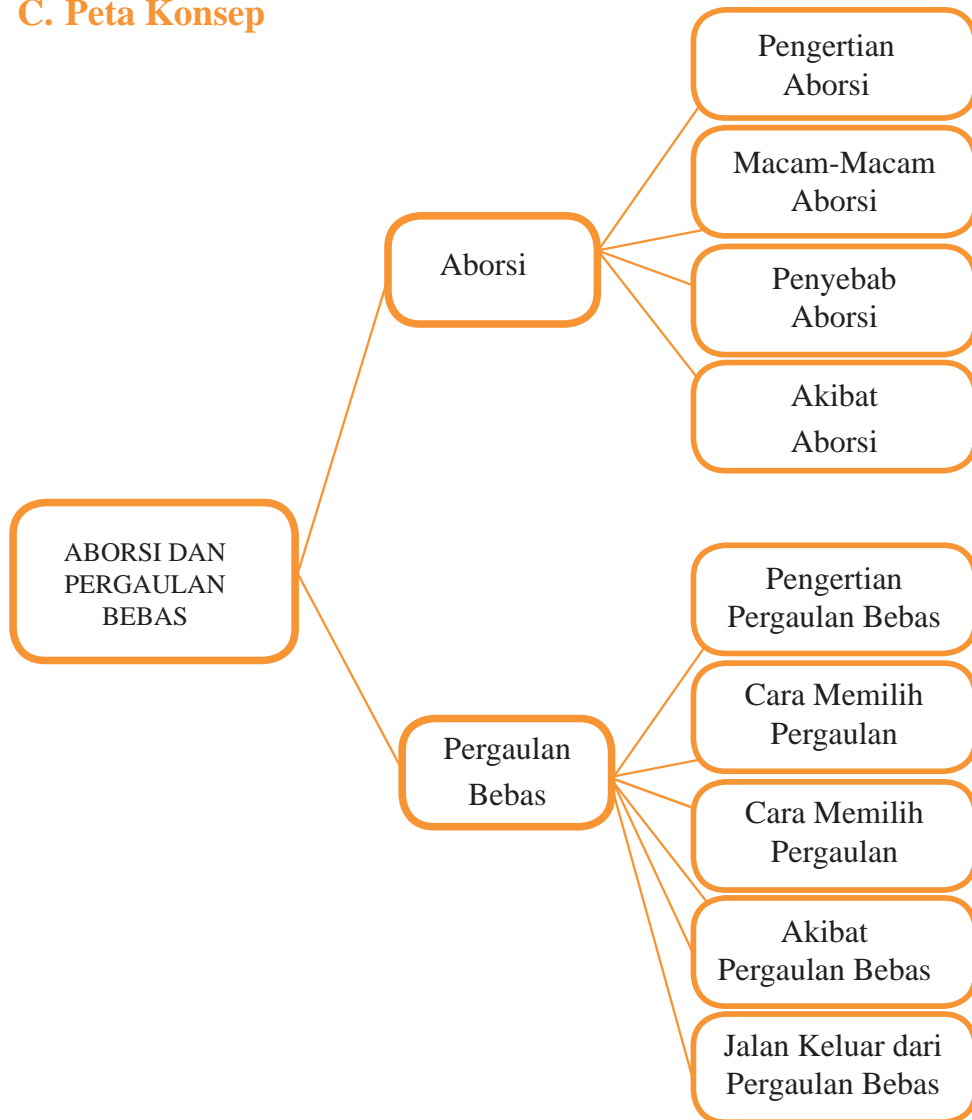 C. Peta Konsep
Pengertian
Aborsi
Macam-Macam
Aborsi
Aborsi
Penyebab
Aborsi
Akibat
Aborsi
ABORSI DAN
PERGAULAN
BEBAS
Pengertian
Pergaulan Bebas
Cara Memilih
Pergaulan
Pergaulan
Bebas
Cara Memilih
Pergaulan
Akibat
Pergaulan Bebas
Jalan Keluar dari
Pergaulan Bebas